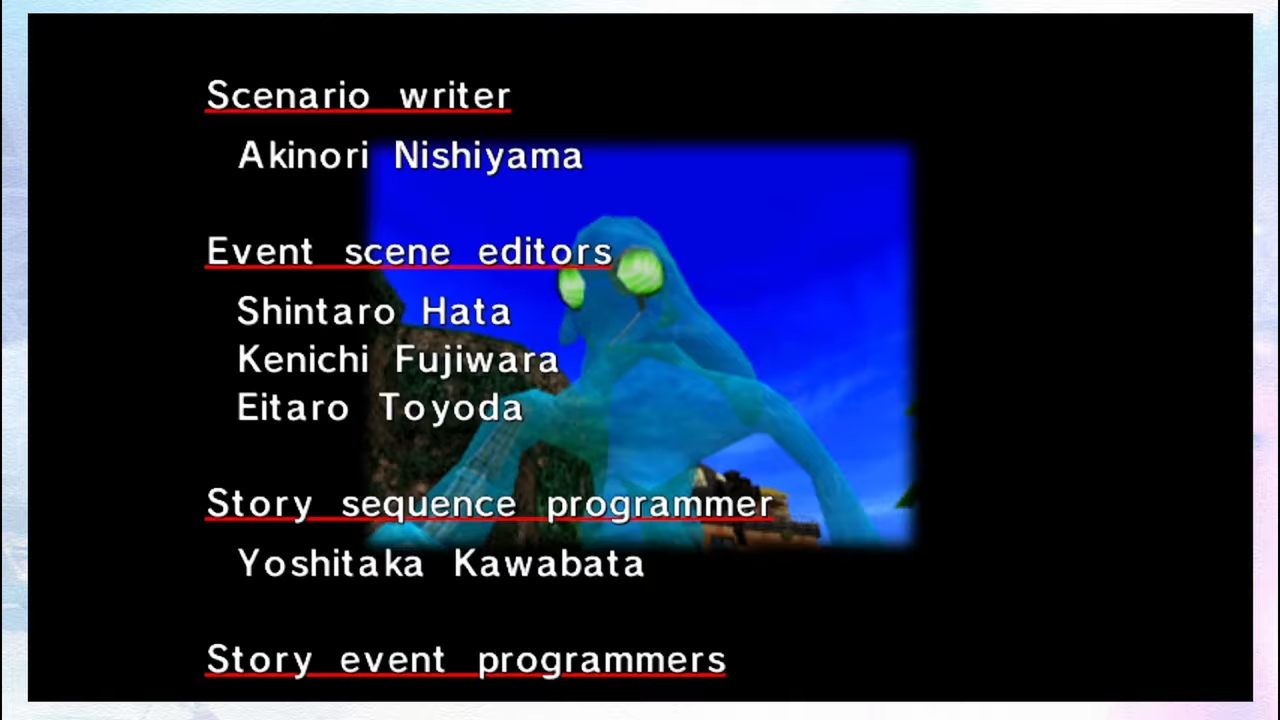 Scenario writer
Akinori Nishiyama
Event scene editors
Shintaro Hata
Kenichi Fujiwara
Eitaro Toyoda
Story sequence programmer
Yoshitaka Kawabata
Story event programmers